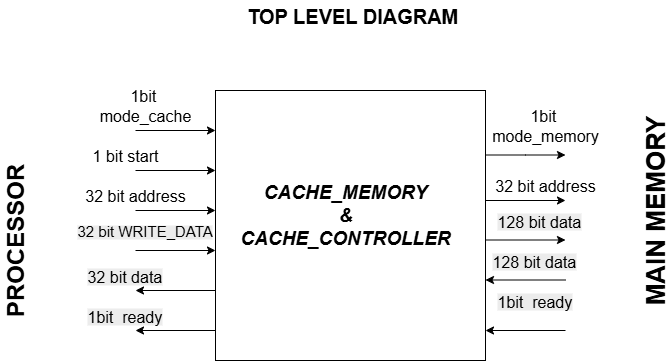 TOP LEVEL DIAGRAM
PROCESSOR
1bit
mode_cache
1 bit start
32 bit address
32 bit WRITE_DATA
32 bit data
1bit ready
CACHE_MEMORY
&
CACHE_CONTROLLER
1bit
mode_memory
32 bit address
128 bit data
128 bit data
1bit ready
MAIN MEMORY